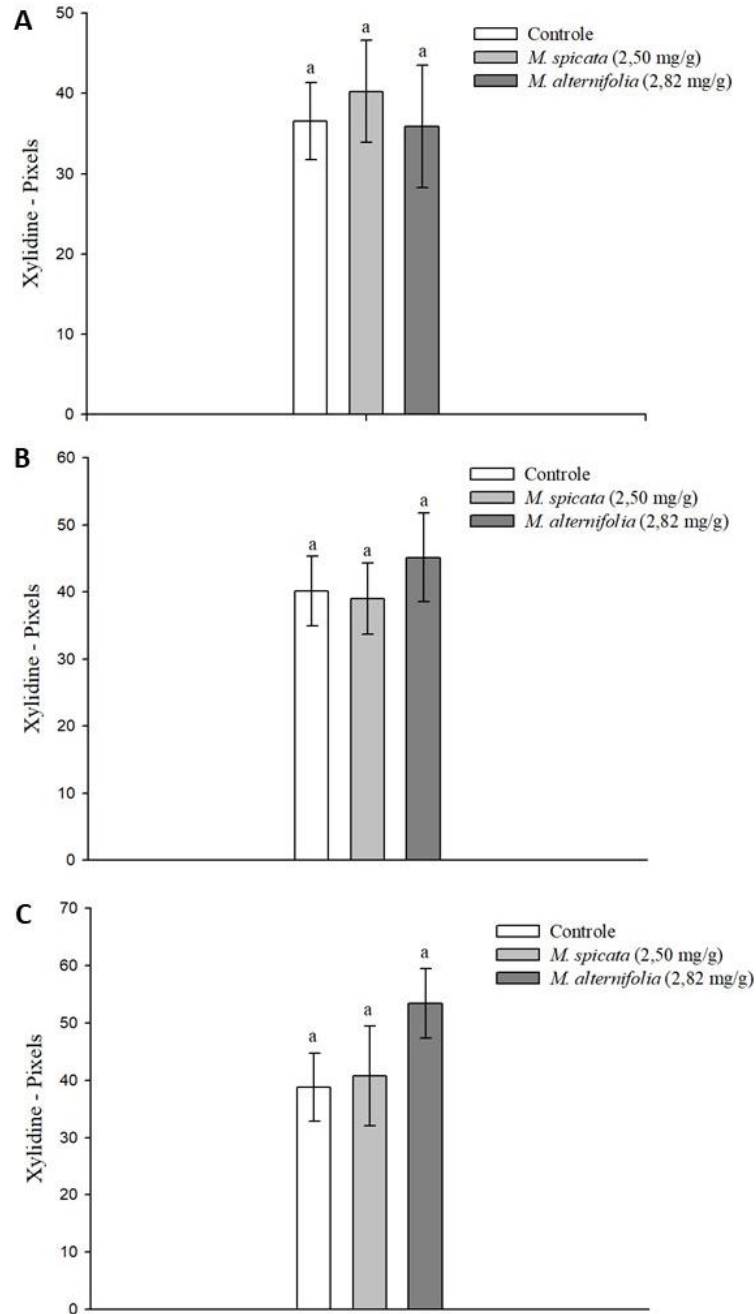 A
Xylidine - Pixels
50
40
30
20
10
0
a
a
a
Controle
M. spicata (2,50 mg/g)
M. alternifolia (2,82 mg/g)
B
Xylidine - Pixels
60
50
40
30
20
10
0
a
a
a
Controle
M. spicata (2,50 mg/g)
M. alternifolia (2,82 mg/g)
C
Xylidine - Pixels
70
60
50
40
30
20
10
0
a
a
a
Controle
M. spicata (2,50 mg/g)
M. alternifolia (2,82 mg/g)